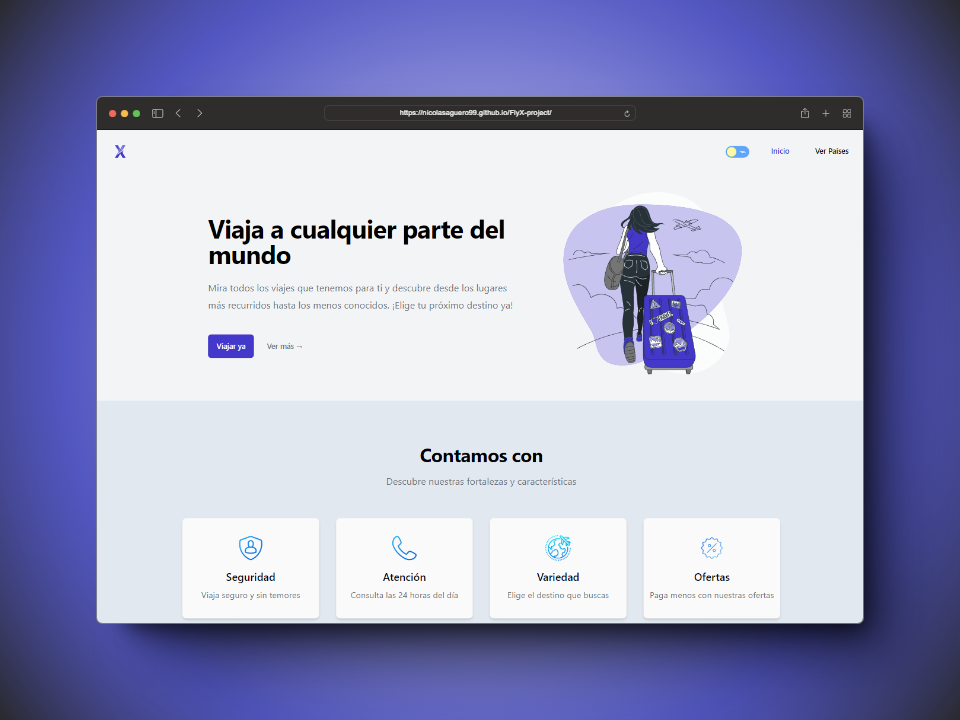 https://nicolasaguero99.github.io/FlyX-project/
X
Inicio
Ver Paises
Viaja a cualquier parte del
mundo
Mira todos los viajes que tenemos para ti y descubre desde los lugares
más recurridos hasta los menos conocidos. ¡Elige tu próximo destino ya!
Viajar ya
Ver más →
Contamos con
Descubre nuestras fortalezas y características
Seguridad
Viaja seguro y sin temores
Atención
Consulta las 24 horas del día
Variedad
Elige el destino que buscas
Ofertas
Paga menos con nuestras ofertas